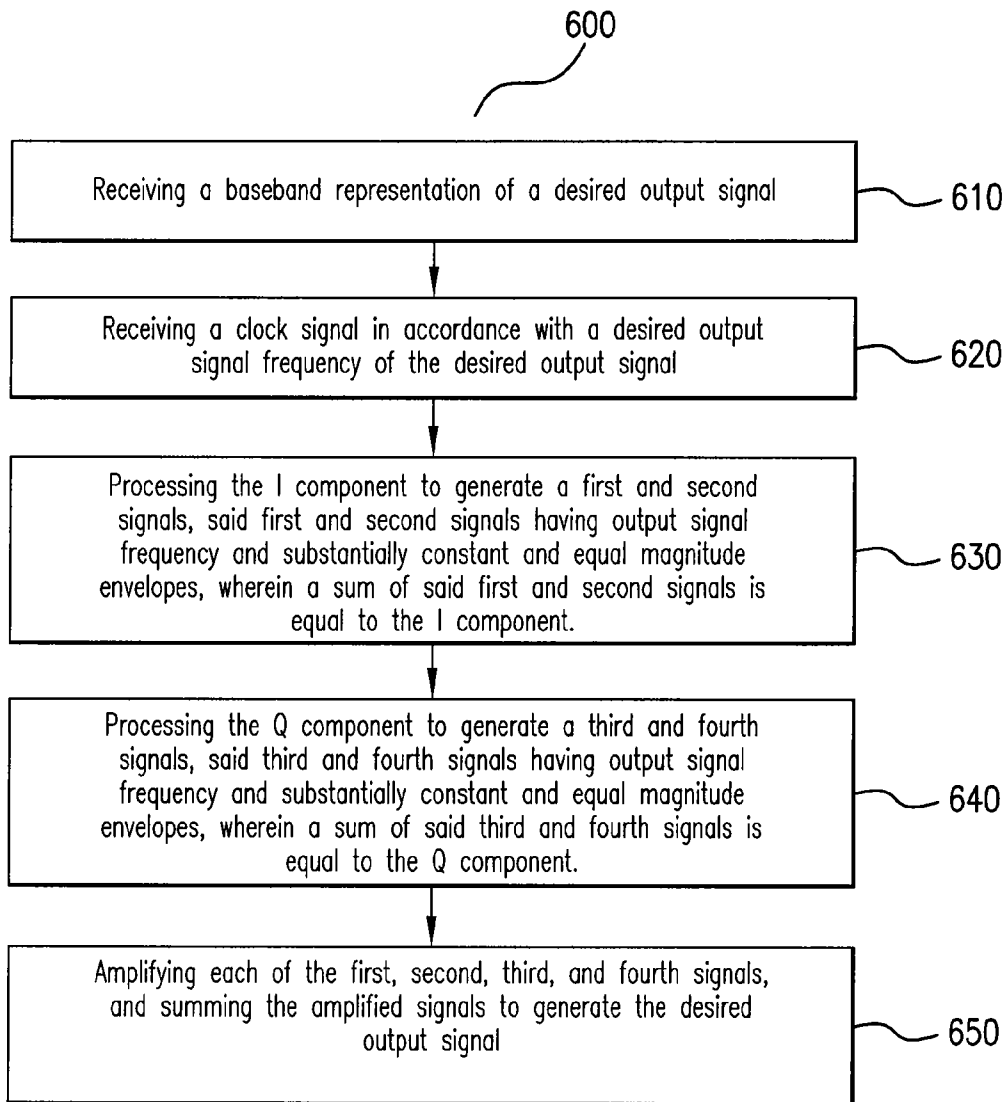 600
Receiving a baseband representation of a desired output signal
610
Receiving a clock signal in accordance with a desired output
signal frequency of the desired output signal
620
Processing the I component to generate a first and second
signals, said first and second signals having output signal
frequency and substantially constant and equal magnitude
envelopes, wherein a sum of said first and second signals is
equal to the I component.
630
Processing the Q component to generate a third and fourth
signals, said third and fourth signals having output signal
frequency and substantially constant and equal magnitude
envelopes, wherein a sum of said third and fourth signals is
equal to the Q component.
640
Amplifying each of the first, second, third, and fourth signals,
and summing the amplified signals to generate the desired
output signal
650